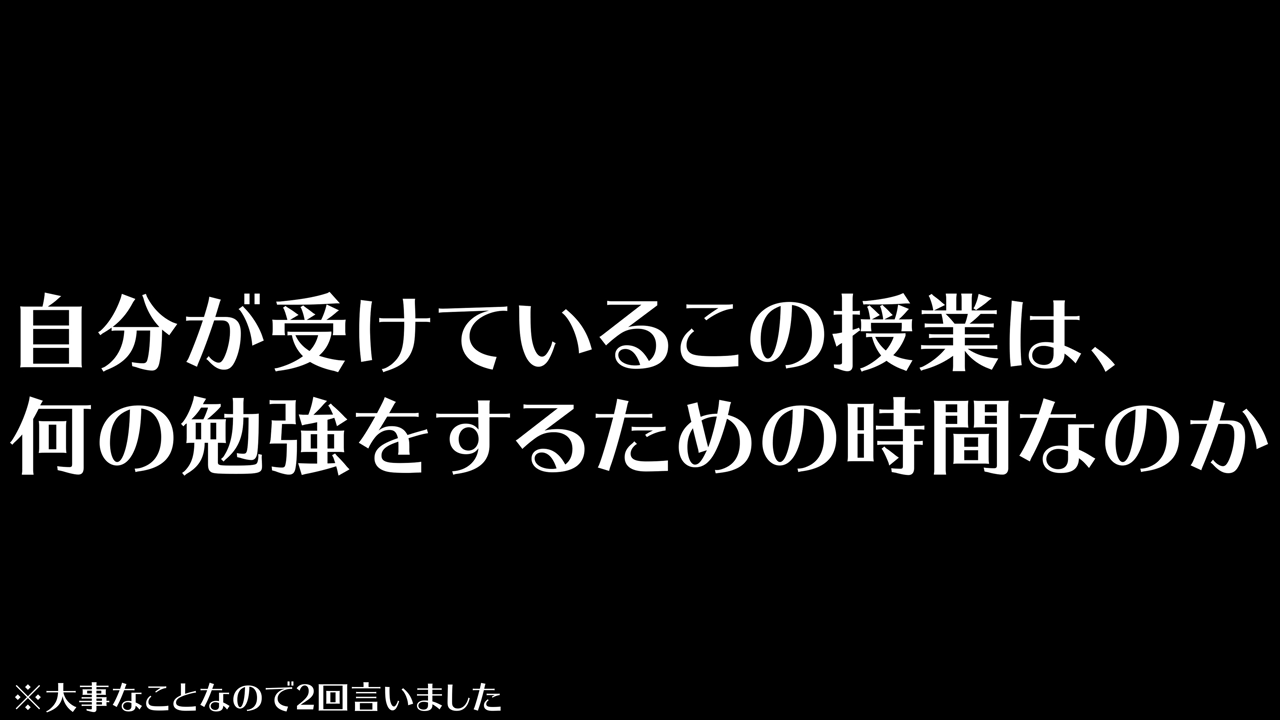 自分が受けているこの授業は、
何の勉強をするための時間なのか
※大事なことなので2回言いました